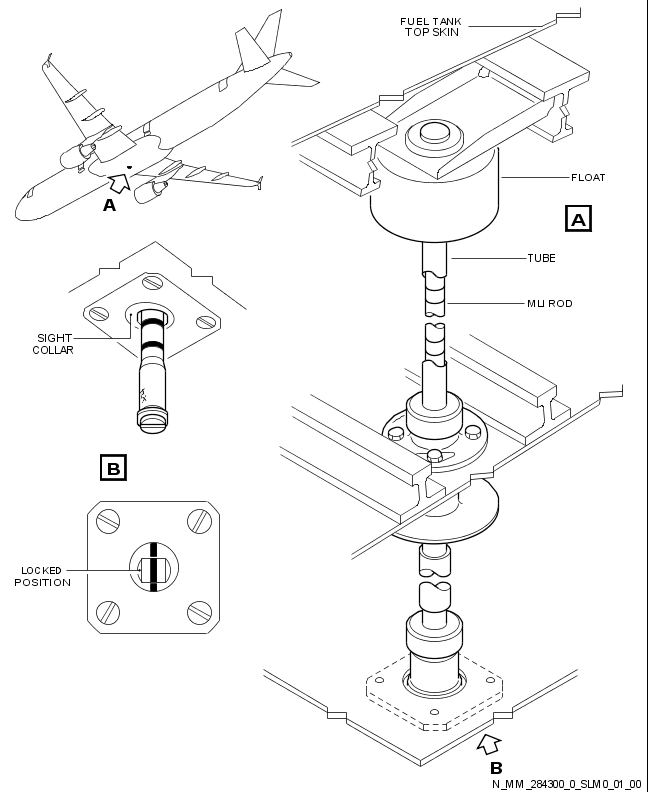 FUEL TANK
TOP SKIN
FLOAT
A
A
TUBE
MLI ROD
SIGHT
COLLAR
B
LOCKED
POSITION
B
N_MM_284300_0_SLM0_01_00